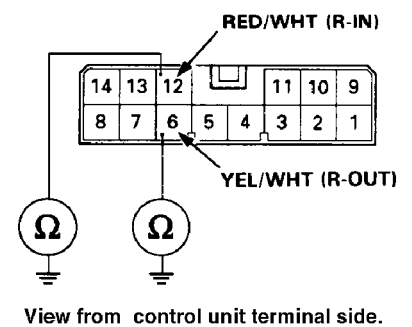 RED/WHT (R-IN)
14 13 12 11 10 9
8 7 6 5 4 3 2 1
YEL/WHT (R-OUT)
Ω Ω
View from control unit terminal side.